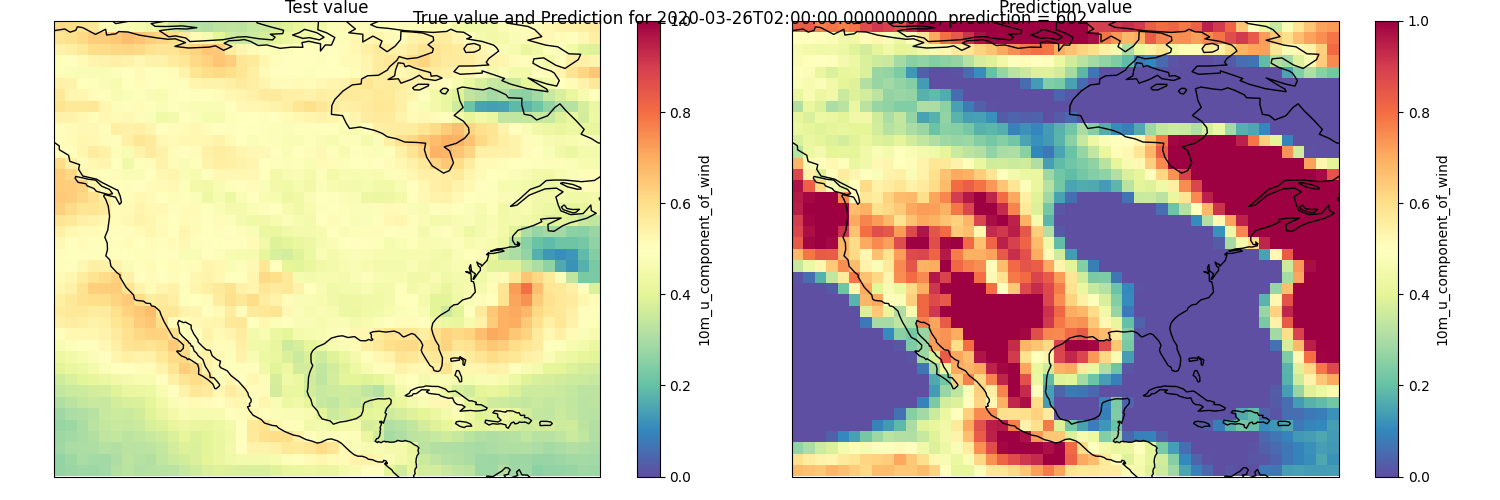 True value and Prediction for 2020-03-26T02:00:00.000000000, prediction = 602
Test value
Prediction value
1.0
0.8
0.6
0.4
0.2
0.0
10m_u_component_of_wind
1.0
0.8
0.6
0.4
0.2
0.0
10m_u_component_of_wind